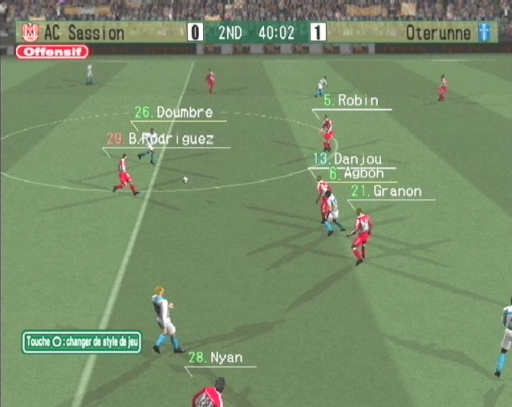 AC Sassion 0 2ND 40:02 1 Oterunne
Offensif
5. Robin
26. Doumbre
29. B.Rodriguez
13. Danjou
6. Agboh
21. Granon
Touche O : changer de style de jeu
28. Nyan